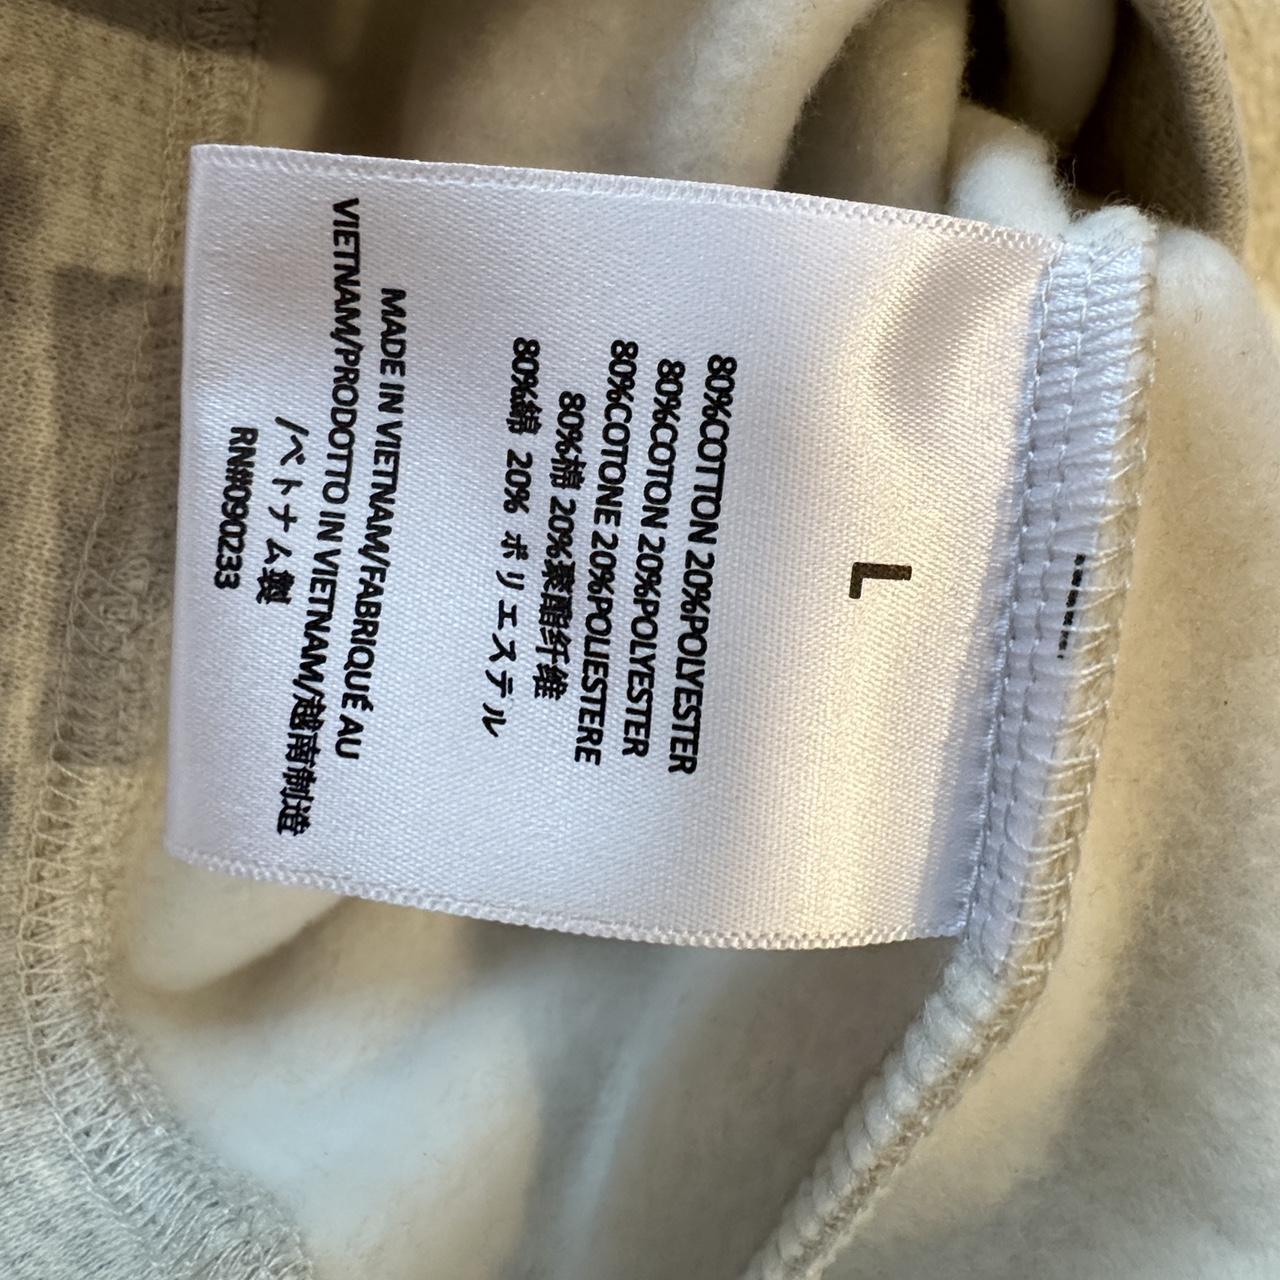 L
80%COTTON 20%POLYESTER
80%COTON 20%POLYESTER
80%COTONE 20%POLIESTERE
80%棉 20%聚酯纤维
80%綿 20% ポリエステル
MADE IN VIETNAM/FABRIQUÉ AU
VIETNAM/PRODOTTO IN VIETNAM/越南制造
/ベトナム製
RN#090233